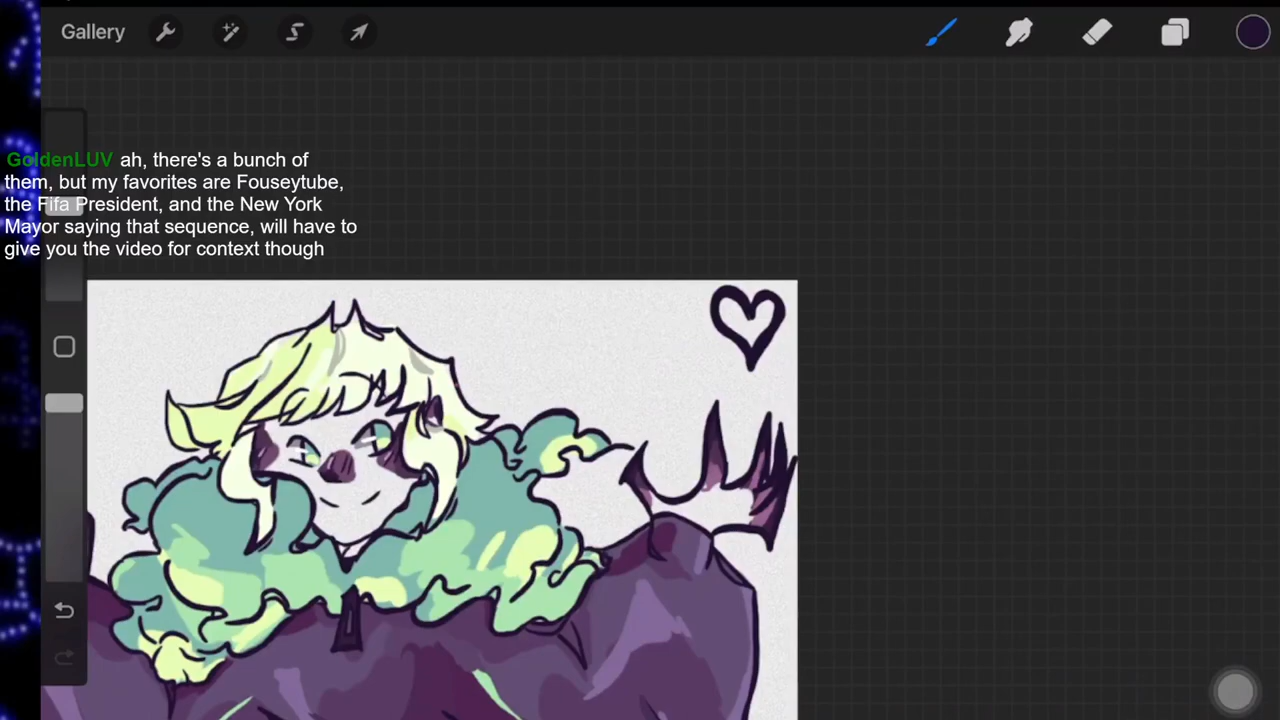 Gallery
GoldenLUV ah, there's a bunch of
them, but my favorites are Fouseytube,
the Fifa President, and the New York
Mayor saying that sequence, will have to
give you the video for context though